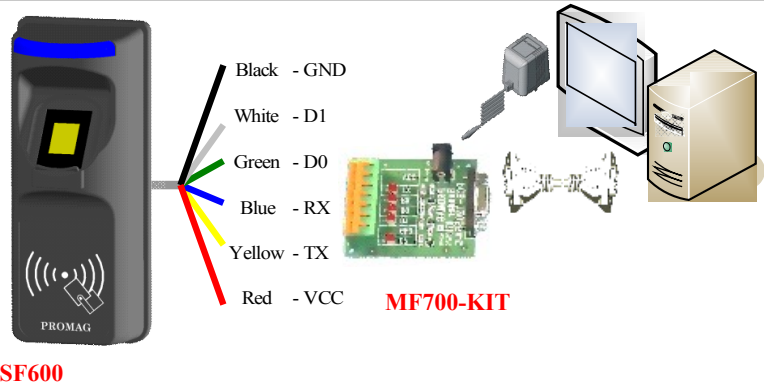 Black - GND
White - D1
Green - D0
Blue - RX
Yellow - TX
Red - VCC
MF700-KIT
PROMAG
SF600